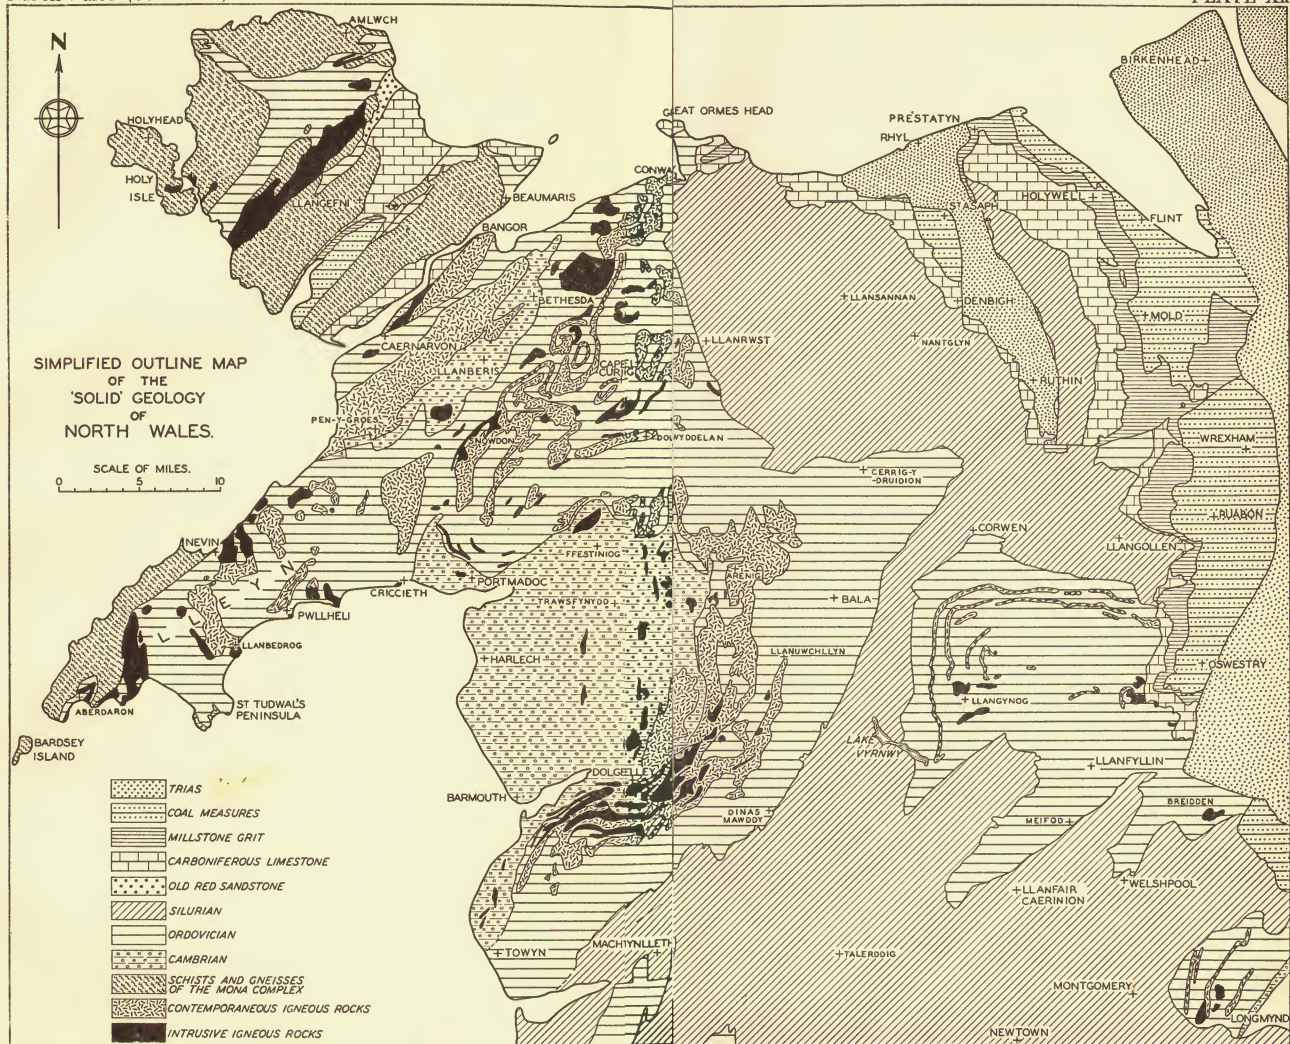 AMLWCH
N
BIRKENHEAD
GREAT ORMES HEAD
PRESTATYN
RHYL
HOLYHEAD
CONWAY
HOLY
ISLE
LLANGEFNI
BEAUMARIS
ST ASAPH
HOLYWELL
FLINT
BANGOR
BETHESDA
LLANSANNAN
DENBIGH
MOLD
CAERNARVON
LLANRWST
NANTGLYN
SIMPLIFIED OUTLINE MAP
OF THE
'SOLID' GEOLOGY
OF
NORTH WALES.
LLANBERIS
CAPEL
CURIG
RUTHIN
PEN-Y-GROES
SNOWDON
DOLWYDDELAN
WREXHAM
SCALE OF MILES.
0 5 10
CERRIG-Y
-DRUIDION
RUABON
NEVIN
FFESTINIOG
CORWEN
LLANGOLLEN
LLEYN
CRICCIETH
PORTMADOC
ARENIG
PWLLHELI
TRAWSFYNYDD
BALA
LLANBEDROG
HARLECH
LLANUWCHLLYN
OSWESTRY
ABERDARON
ST TUDWAL'S
PENINSULA
LLANGYNOG
BARDSEY
ISLAND
LAKE
VYRNWY
DOLGELLEY
LLANFYLLIN
BARMOUTH
DINAS
MAWDDY
BREIDDEN
MEIFOD
WELSHPOOL
LLANFAIR
CAERINION
TOWYN
MACHYNLLETH
TALERDDIG
MONTGOMERY
LONGMYND
NEWTOWN
TRIAS
COAL MEASURES
MILLSTONE GRIT
CARBONIFEROUS LIMESTONE
OLD RED SANDSTONE
SILURIAN
ORDOVICIAN
CAMBRIAN
SCHISTS AND GNEISSES
OF THE MONA COMPLEX
CONTEMPORANEOUS IGNEOUS ROCKS
INTRUSIVE IGNEOUS ROCKS